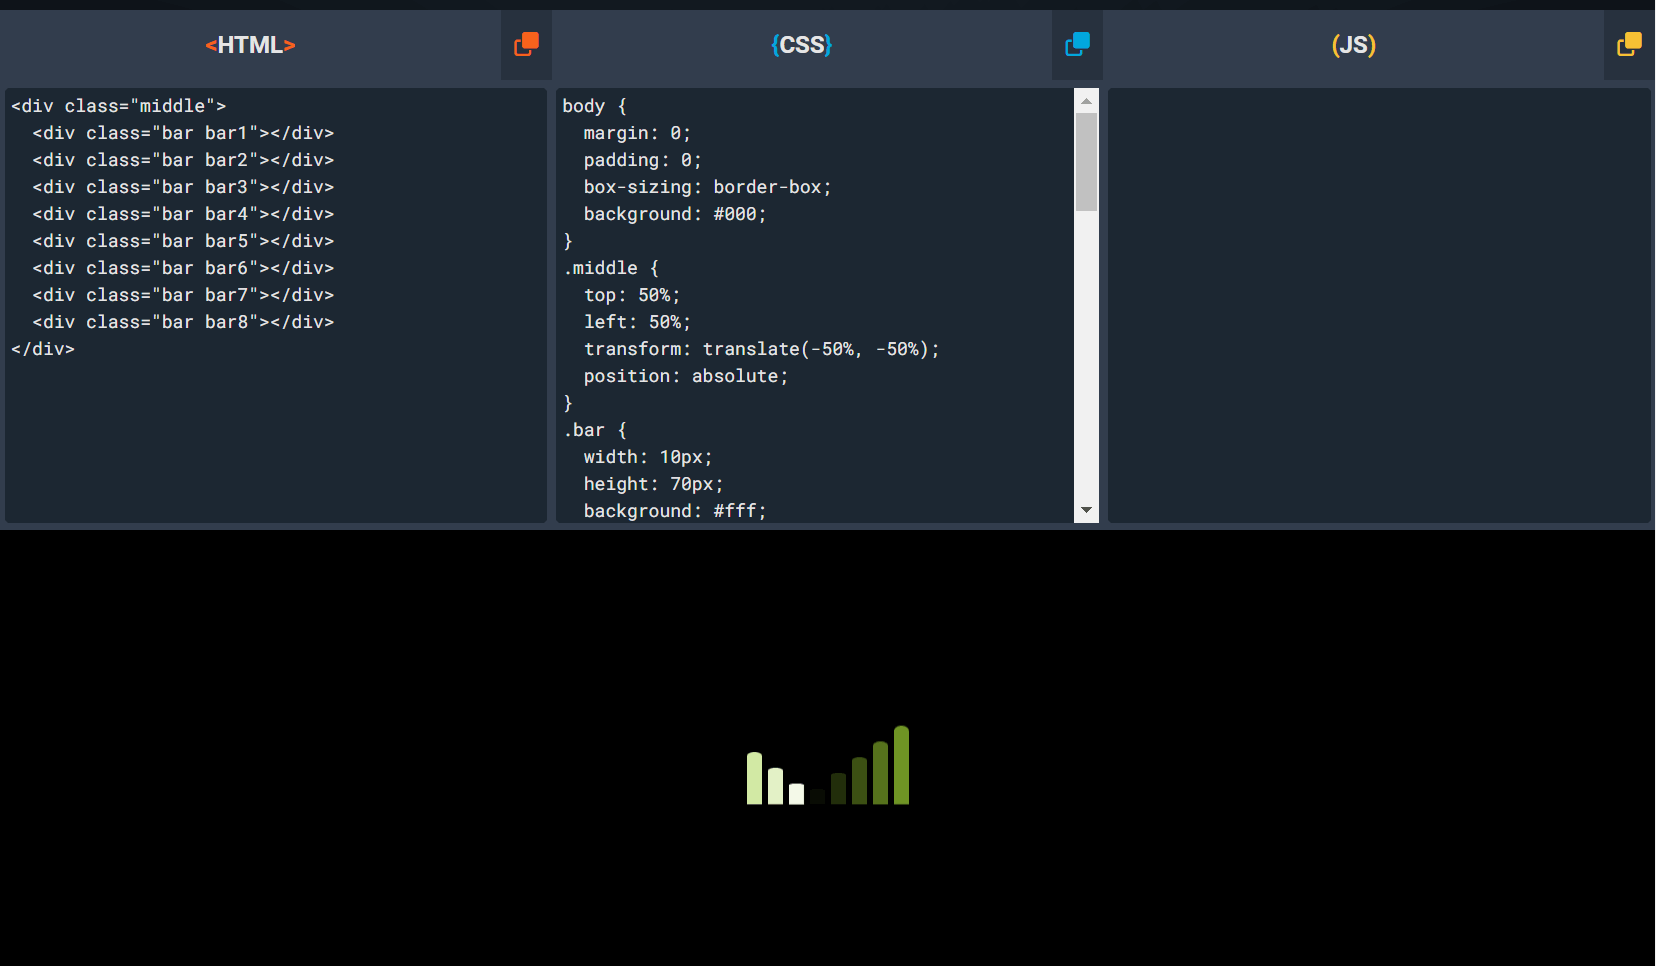 <HTML>
{CSS}
(JS)
<div class="middle">
  <div class="bar bar1"></div>
  <div class="bar bar2"></div>
  <div class="bar bar3"></div>
  <div class="bar bar4"></div>
  <div class="bar bar5"></div>
  <div class="bar bar6"></div>
  <div class="bar bar7"></div>
  <div class="bar bar8"></div>
</div>
body {
  margin: 0;
  padding: 0;
  box-sizing: border-box;
  background: #000;
}
.middle {
  top: 50%;
  left: 50%;
  transform: translate(-50%, -50%);
  position: absolute;
}
.bar {
  width: 10px;
  height: 70px;
  background: #fff;